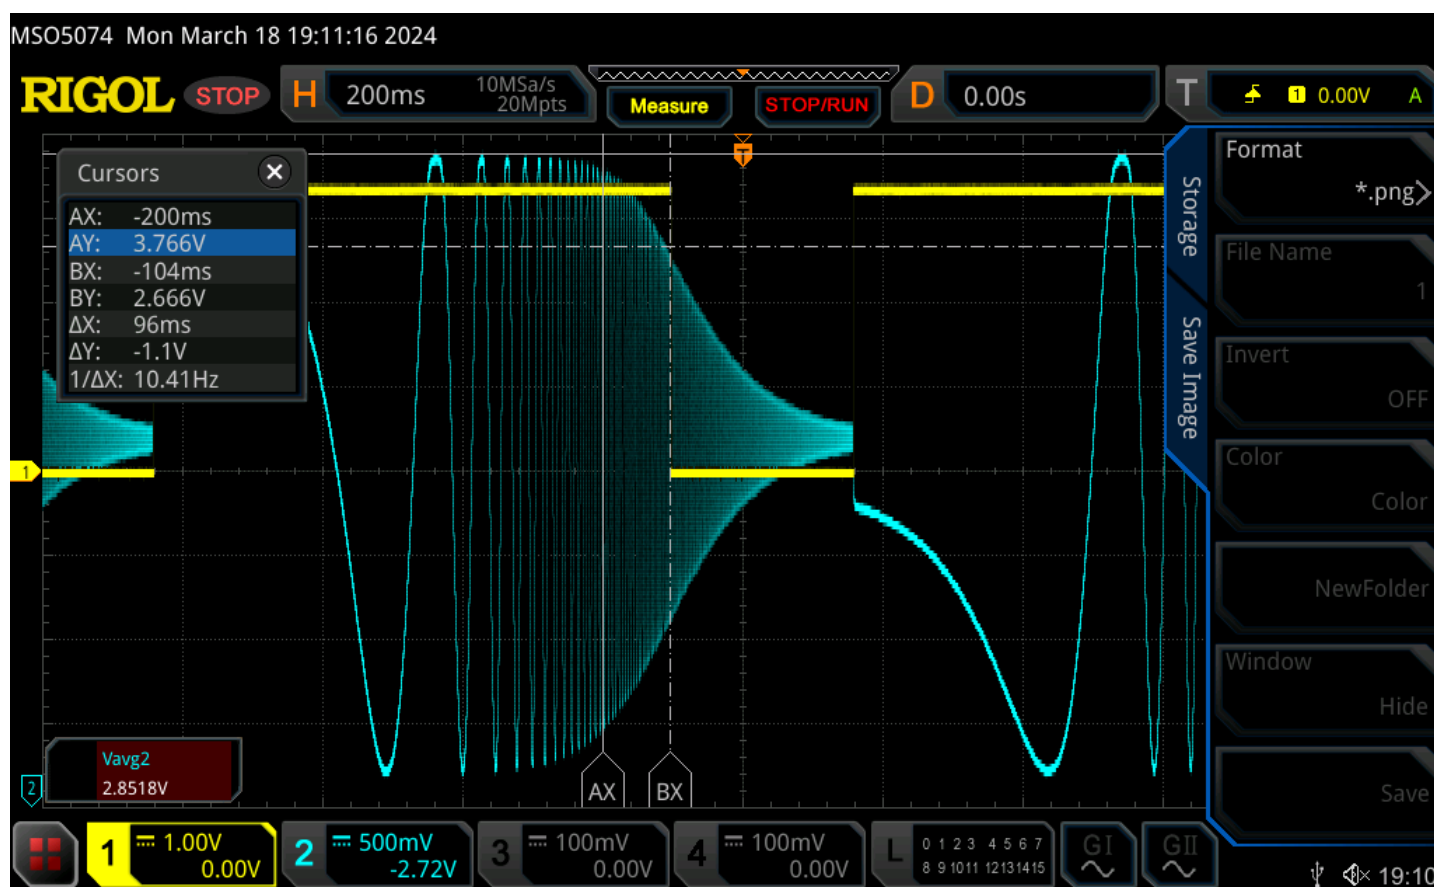 MSO5074 Mon March 18 19:11:16 2024
RIGOL STOP H 200ms 10MSa/s 20Mpts Measure STOP/RUN D 0.00s T 1 0.00V A
T
Cursors
AX: -200ms
AY: 3.766V
BX: -104ms
BY: 2.666V
ΔX: 96ms
ΔY: -1.1V
1/ΔX: 10.41Hz
1
2
Vavg2
2.8518V
AX BX
Storage
Save Image
Format
*.png
File Name
1
Invert
OFF
Color
Color
NewFolder
Window
Hide
Save
1 1.00V 0.00V
2 500mV -2.72V
3 100mV 0.00V
4 100mV 0.00V
L 0 1 2 3 4 5 6 7
8 9 10 11 12 13 14 15
GI GII
19:10